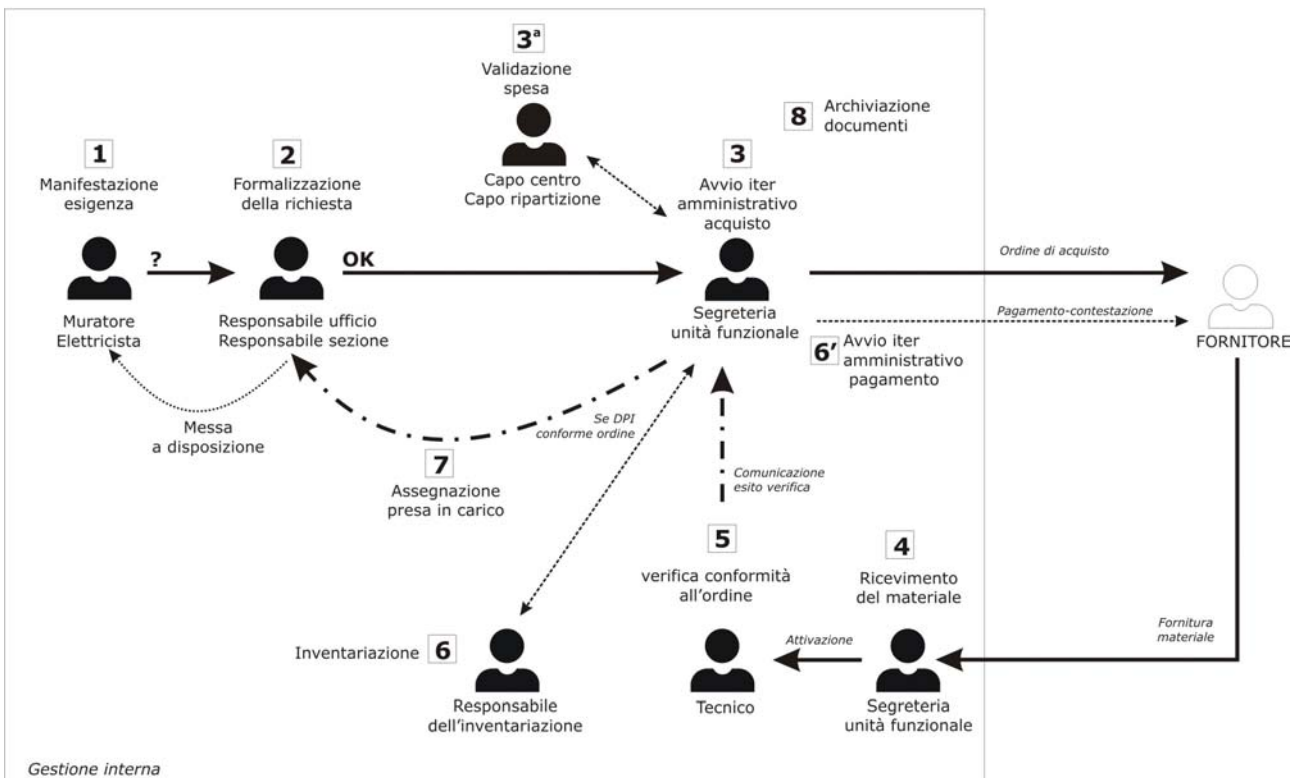 3ª
Validazione
spesa
Capo centro
Capo ripartizione
8
Archiviazione
documenti
1
Manifestazione
esigenza
?
Muratore
Elettricista
2
Formalizzazione
della richiesta
OK
Responsabile ufficio
Responsabile sezione
3
Avvio iter
amministrativo
acquisto
Segreteria
unità funzionale
Ordine di acquisto
Pagamento-contestazione
FORNITORE
6’
Avvio iter
amministrativo
pagamento
Messa
a disposizione
Se DPI
conforme ordine
7
Assegnazione
presa in carico
Comunicazione
esito verifica
5
verifica conformità
all’ordine
Tecnico
4
Ricevimento
del materiale
Attivazione
Segreteria
unità funzionale
Fornitura
materiale
Inventariazione
6
Responsabile
dell’inventariazione
Gestione interna